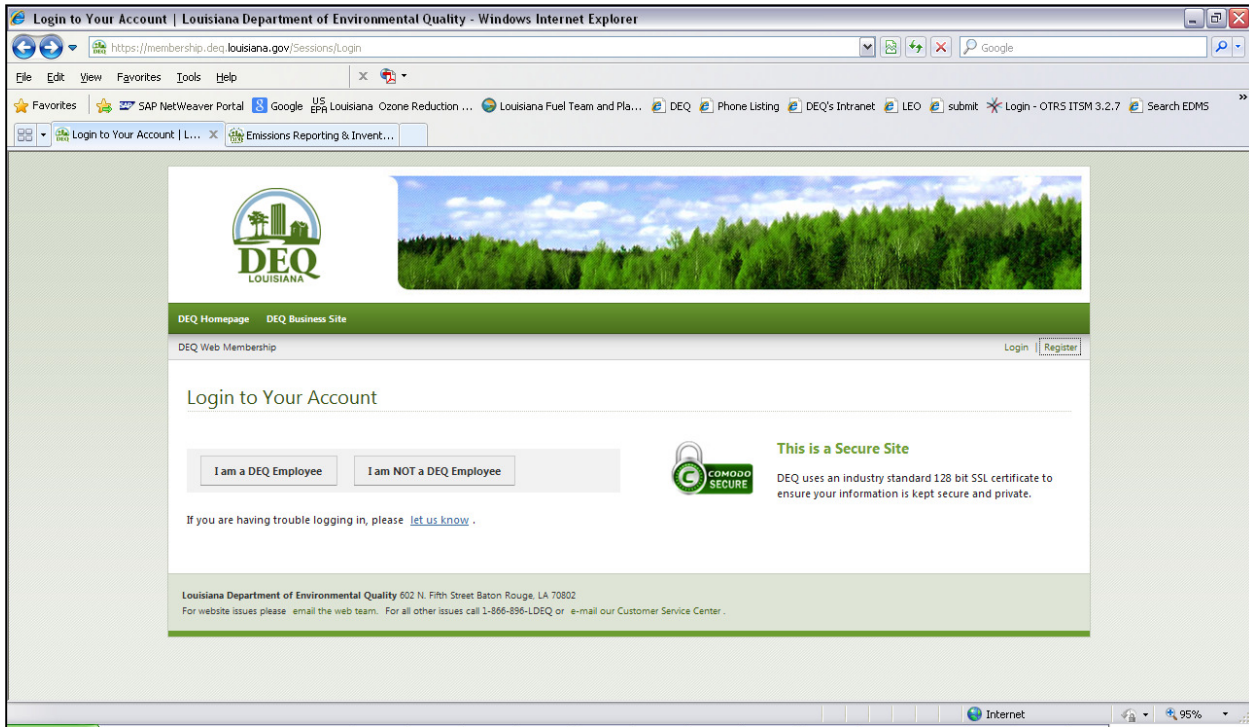 Login to Your Account | Louisiana Department of Environmental Quality - Windows Internet Explorer
https://membership.deq.louisiana.gov/Sessions/Login
Google
File Edit View Favorites Tools Help
X
Favorites SAP NetWeaver Portal Google US EPA Louisiana Ozone Reduction ... Louisiana Fuel Team and Pla... DEQ Phone Listing DEQ's Intranet LEO submit Login - OTRS ITSM 3.2.7 Search EDMS »
Login to Your Account | L... X Emissions Reporting & Invent...
DEQ
LOUISIANA
DEQ Homepage DEQ Business Site
DEQ Web Membership Login | Register
Login to Your Account
I am a DEQ Employee I am NOT a DEQ Employee
C COMODO SECURE
This is a Secure Site
DEQ uses an industry standard 128 bit SSL certificate to
ensure your information is kept secure and private.
If you are having trouble logging in, please let us know .
Louisiana Department of Environmental Quality 602 N. Fifth Street Baton Rouge, LA 70802
For website issues please email the web team. For all other issues call 1-866-896-LDEQ or e-mail our Customer Service Center .
Internet 95%